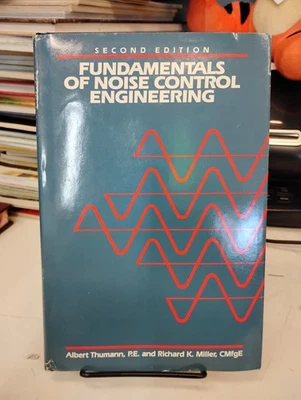 SECOND EDITION
FUNDAMENTALS
OF NOISE CONTROL
ENGINEERING
Albert Thumann, P.E. and Richard K. Miller, CMfgE